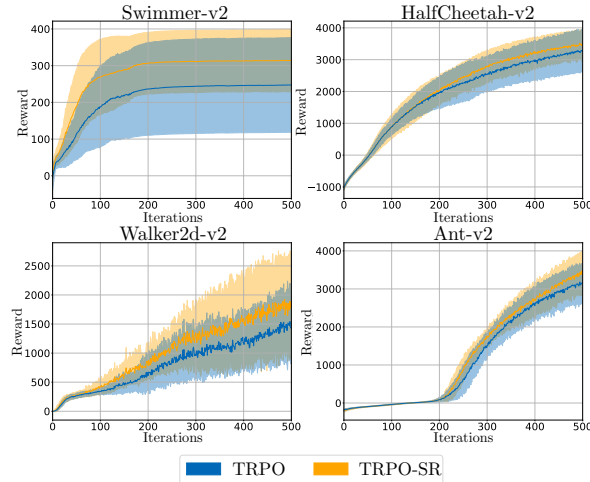 Swimmer-v2
400
300
200
100
0
Reward
0 100 200 300 400 500
Iterations
HalfCheetah-v2
4000
3000
2000
1000
0
−1000
Reward
0 100 200 300 400 500
Iterations
Walker2d-v2
2500
2000
1500
1000
500
0
Reward
0 100 200 300 400 500
Iterations
Ant-v2
4000
3000
2000
1000
0
Reward
0 100 200 300 400 500
Iterations
TRPO TRPO-SR